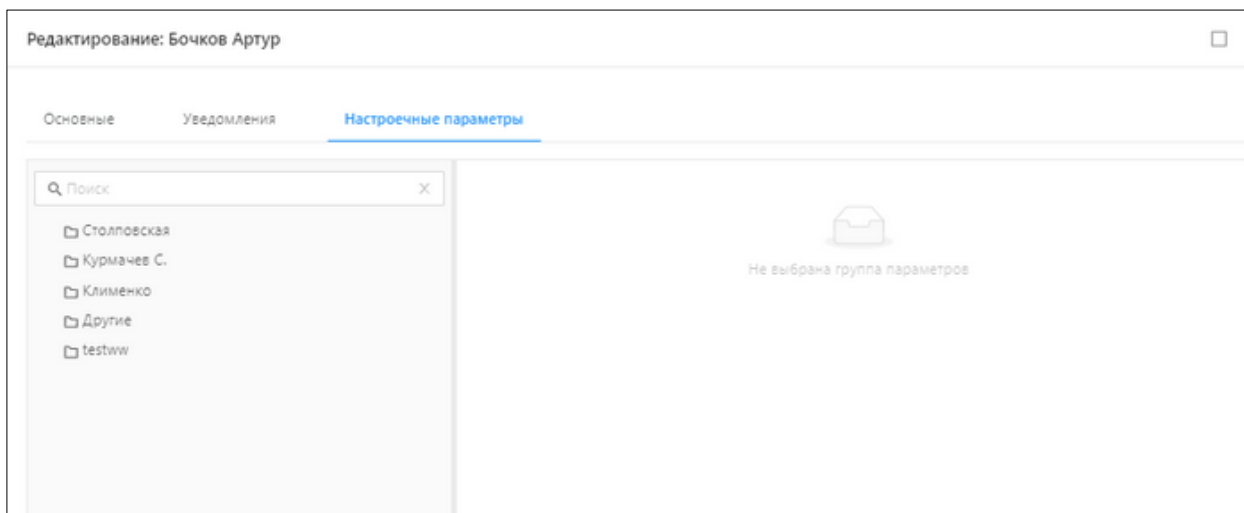 Редактирование: Бочков Артур
Основные Уведомления Настроечные параметры
Поиск
Столповская
Курмачев С.
Клименко
Другие
testww
Не выбрана группа параметров